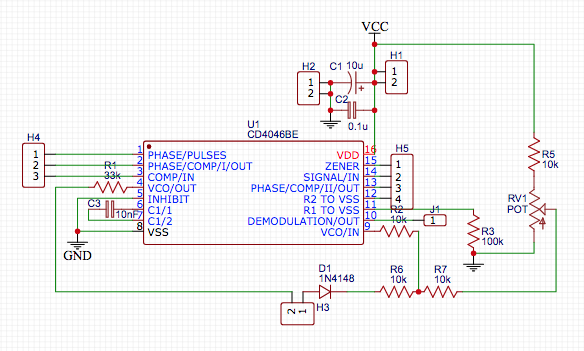 VCC
H2
C1 10u
H1
1
2
1
2
+
C2
0.1u
U1
CD4046BE
H4
1
2
3
R1
33k
1 PHASE/PULSES
2 PHASE/COMP/I/OUT
3 COMP/IN
4 VCO/OUT
5 INHIBIT
6 C1/1
7 C1/2
8 VSS
C3
10nF
GND
VDD 16
ZENER 15
SIGNAL/IN 14
PHASE/COMP/II/OUT 13
R2 TO VSS 12
R1 TO VSS 11
DEMODULATION/OUT 10
VCO/IN 9
H5
1
2
3
4
R2
10k
J1
1
R3
100k
R5
10k
RV1
POT
D1
1N4148
R6
10k
R7
10k
2 1
H3